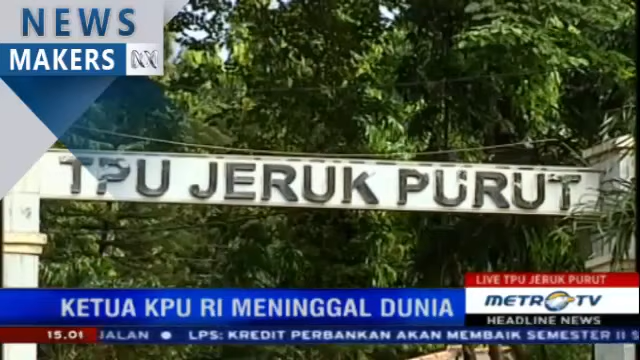 NEWS
MAKERS
TPU JERUK PURUT
LIVE TPU JERUK PURUT
KETUA KPU RI MENINGGAL DUNIA
METRO TV
HEADLINE NEWS
15.01 JALAN LPS: KREDIT PERBANKAN AKAN MEMBAIK SEMESTER II